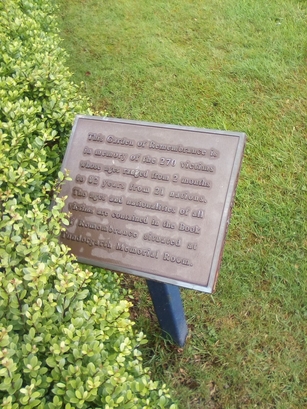 This Garden of Remembrance is
in memory of the 270 victims
whose ages ranged from 2 months
to 82 years from 21 nations.
The ages and nationalities of all
victims are contained in the Book
of Remembrance situated at
Tundergarth Memorial Room.